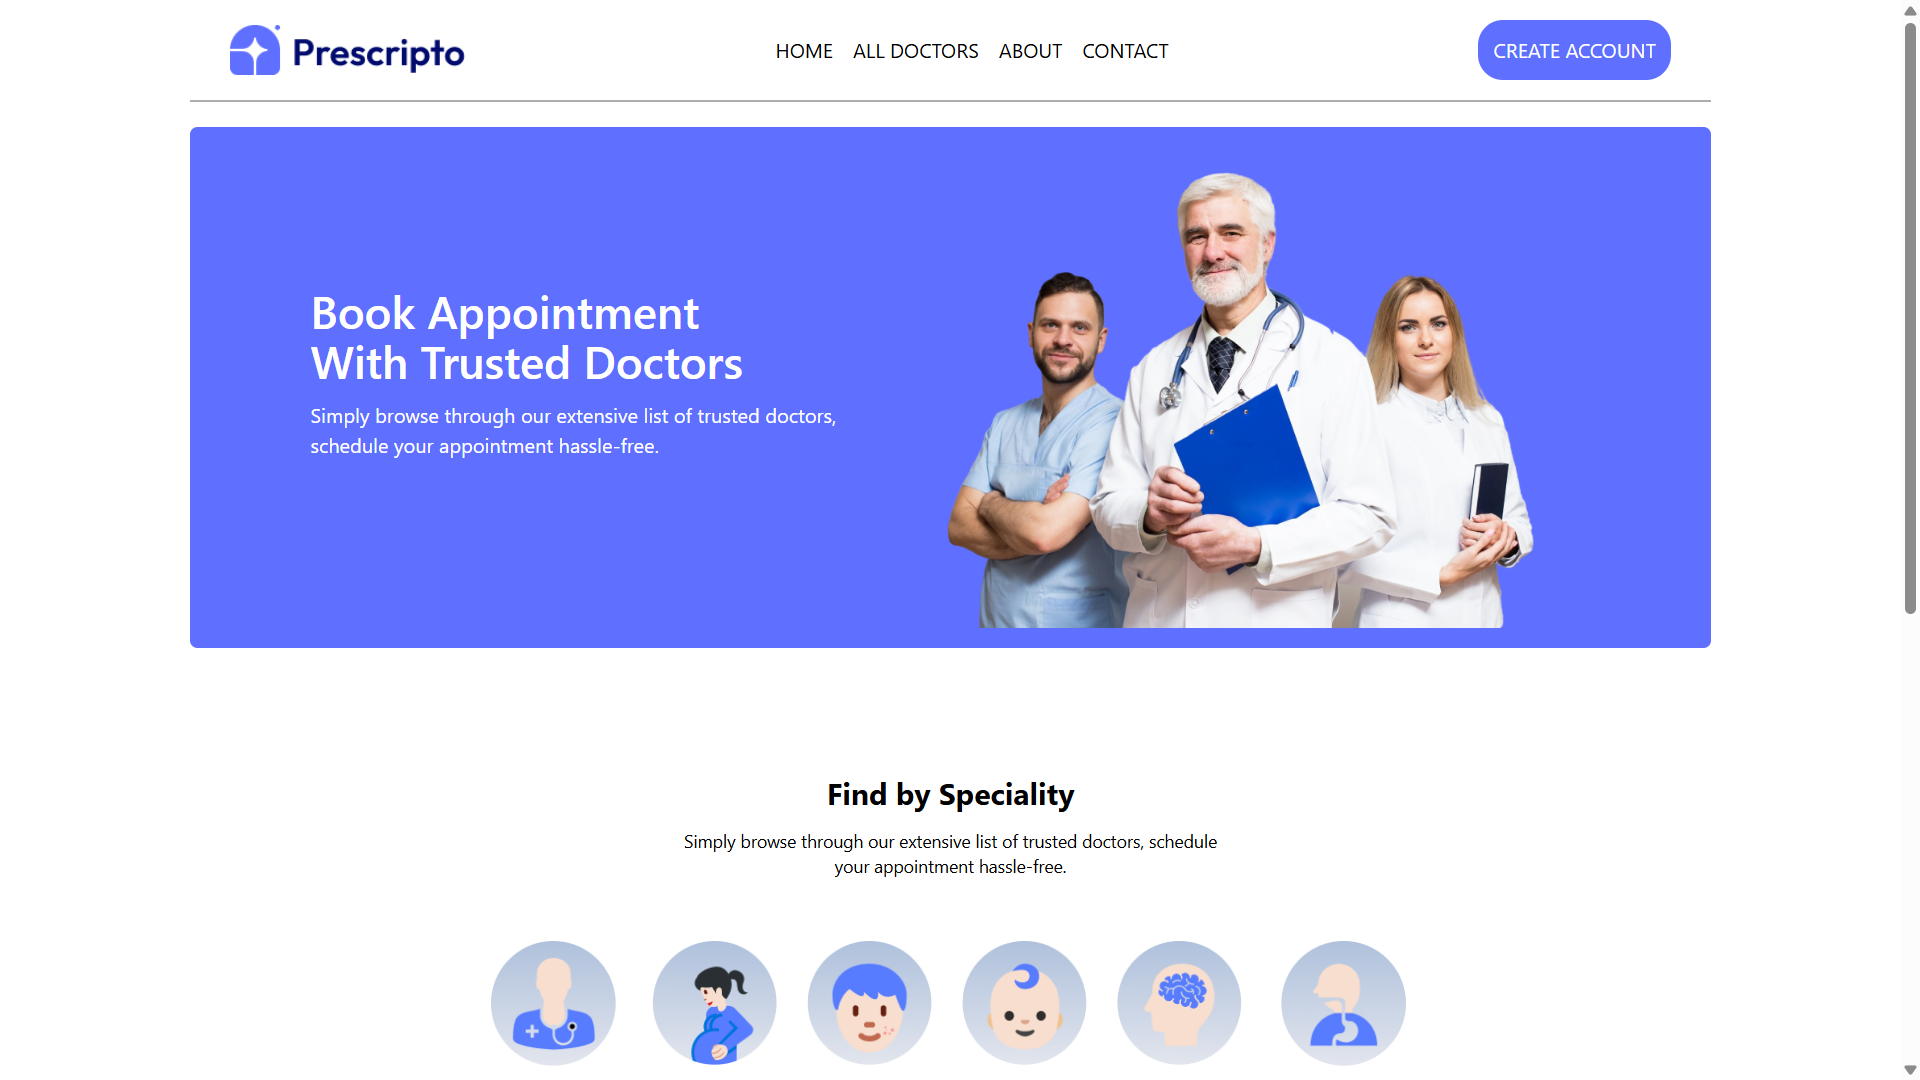 Prescripto
HOME
ALL DOCTORS
ABOUT
CONTACT
CREATE ACCOUNT
Book Appointment
With Trusted Doctors
Simply browse through our extensive list of trusted doctors,
schedule your appointment hassle-free.
Find by Speciality
Simply browse through our extensive list of trusted doctors, schedule
your appointment hassle-free.